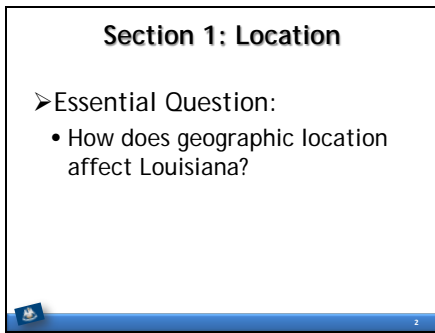 Section 1: Location
➢Essential Question:
• How does geographic location
affect Louisiana?
2